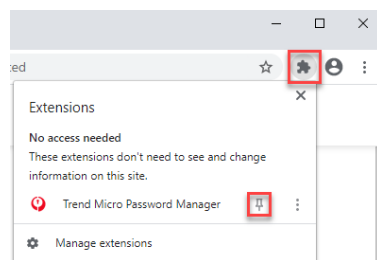 ed
Extensions
No access needed
These extensions don't need to see and change
information on this site.
Trend Micro Password Manager
Manage extensions